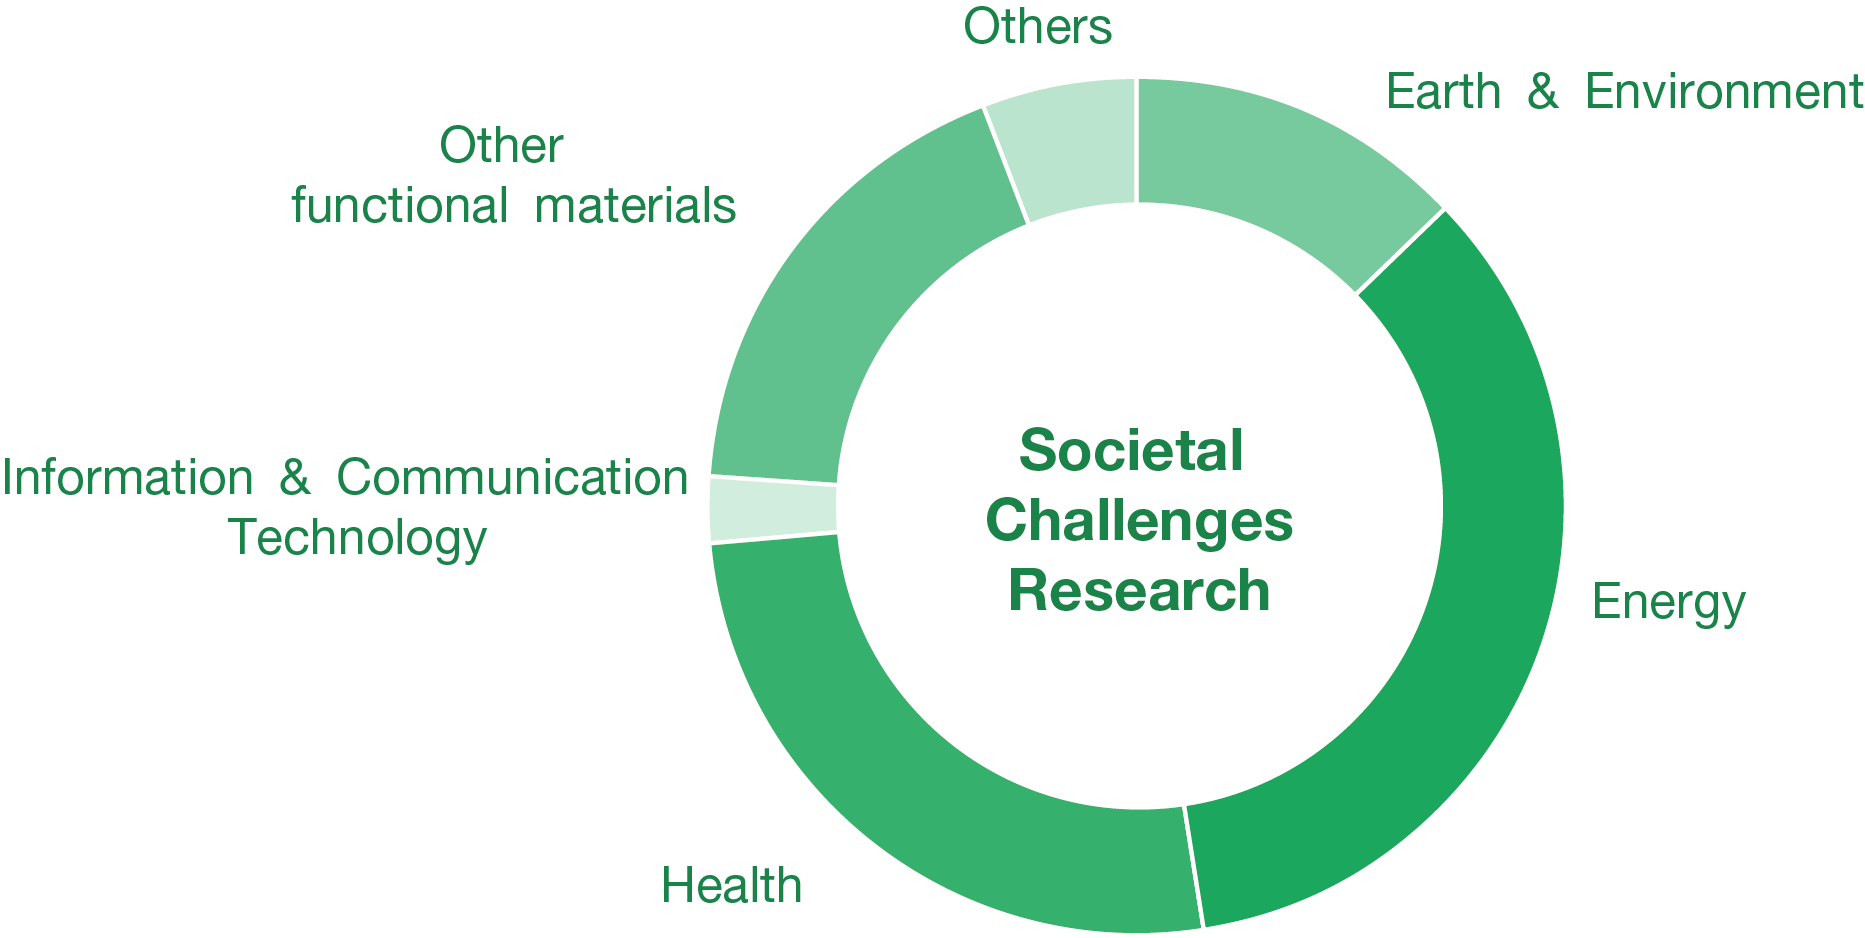 Others
Earth & Environment
Other
functional materials
Societal
Challenges
Research
Information & Communication
Technology
Energy
Health